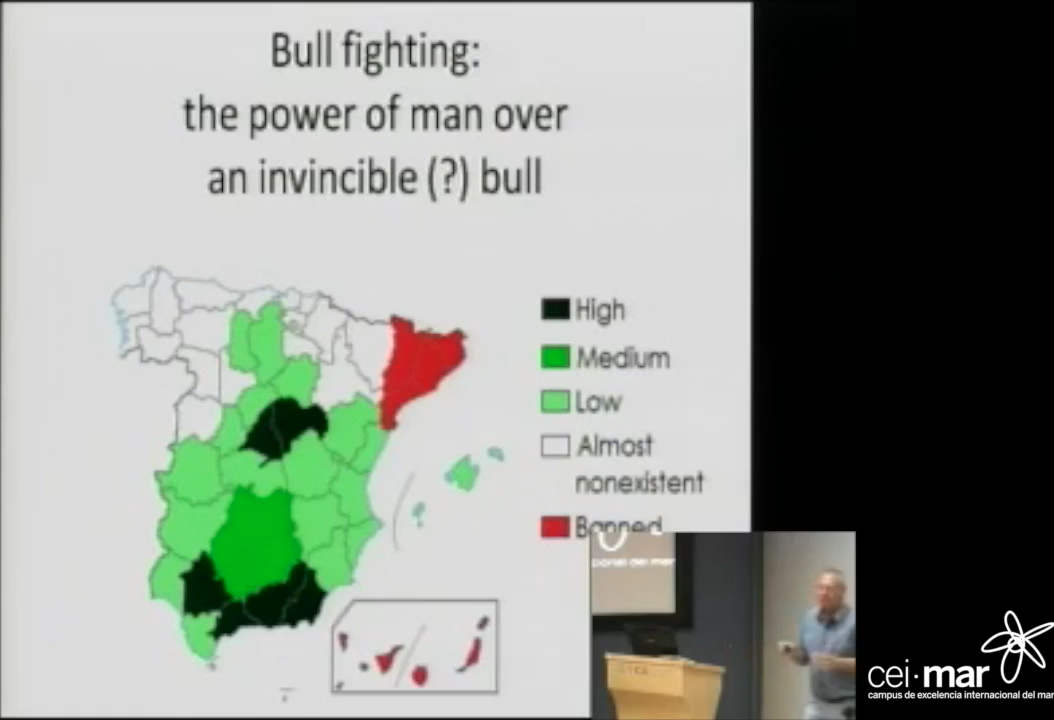 Bull fighting:
the power of man over
an invincible (?) bull
High
Medium
Low
Almost
nonexistent
Banned
cei·mar
campus de excelencia internacional del mar